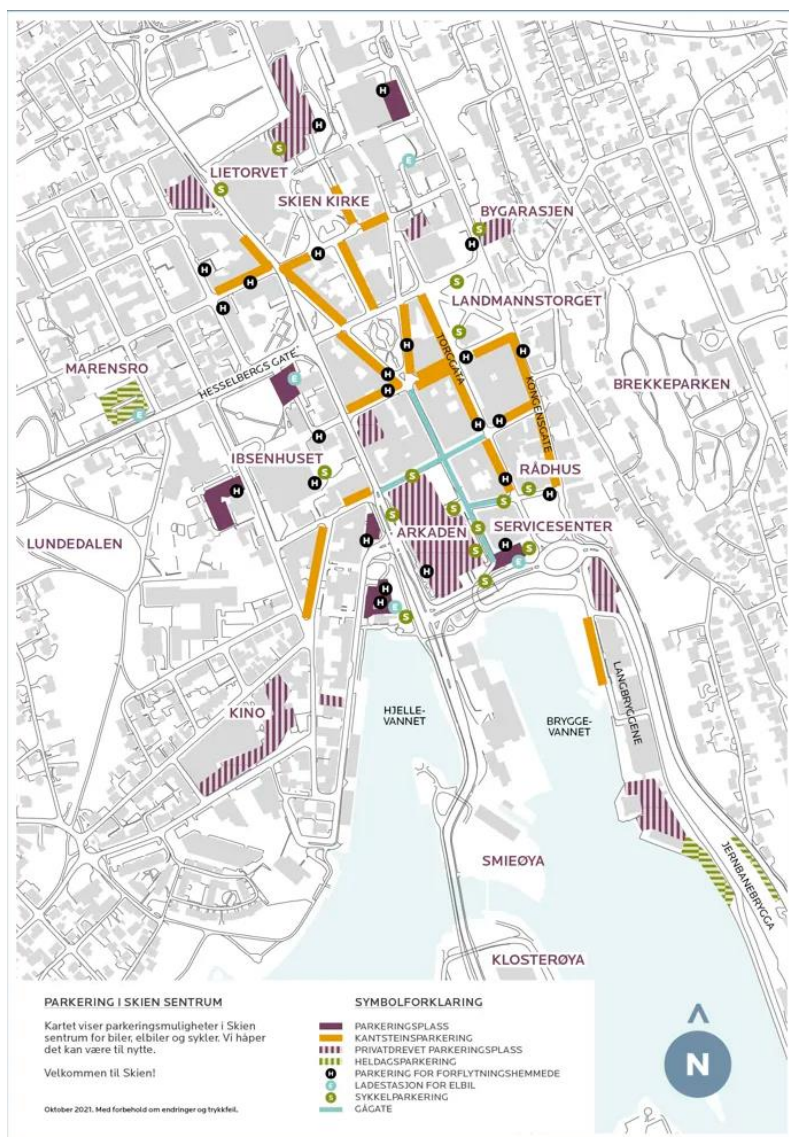 H
H
E
S
LIETORVET
S
SKIEN KIRKE
BYGARASJEN
S
H
H
H
H
H
S
LANDMANNSTORGET
S
TORGGATA
H
H
H
MARENSRO
HESSELBERGS GATE
E
E
H
H
KONGENSGATE
BREKKEPARKEN
H
H
H
IBSENHUSET
S
H
H
S
RÅDHUS
S
H
H
S
LUNDEDALEN
S
ARKADEN
S
S
SERVICESENTER
H
S
H
S
E
H
S
H
H
E
S
LANGBRYGGENE
KINO
HJELLE-
VANNET
BRYGGE-
VANNET
SMIEØYA
JERNBANEBRYGGA
KLOSTERØYA
PARKERING I SKIEN SENTRUM
Kartet viser parkeringsmuligheter i Skien
sentrum for biler, elbiler og sykler. Vi håper
det kan være til nytte.
Velkommen til Skien!
Oktober 2021. Med forbehold om endringer og trykkfeil.
SYMBOLFORKLARING
PARKERINGSPLASS
KANTSTEINSPARKERING
PRIVATDREVET PARKERINGSPLASS
HELDAGSPARKERING
H PARKERING FOR FORFLYTNINGSHEMMEDE
E LADESTASJON FOR ELBIL
S SYKKELPARKERING
GÅGATE
N